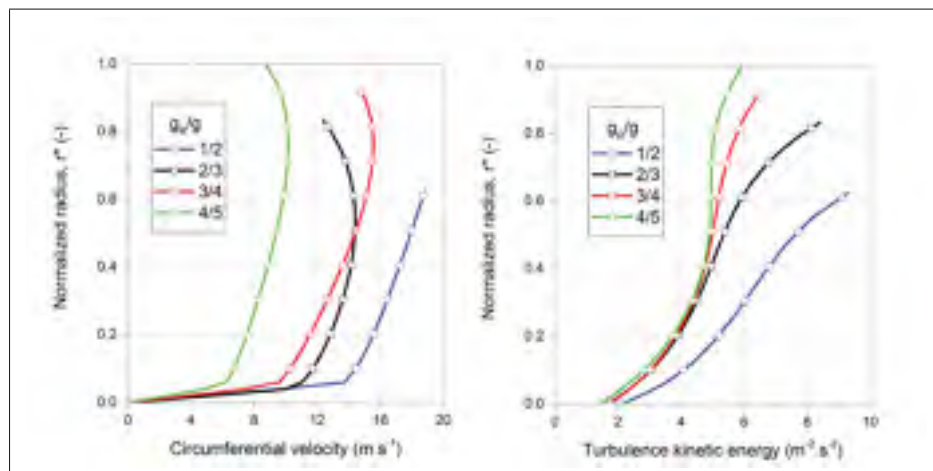 1.0
0.8
0.6
0.4
0.2
0.0
Normalized radius, r* (-)
g₀/g
1/2
2/3
3/4
4/5
0 4 8 12 16 20
Circumferential velocity (m s⁻¹)
1.0
0.8
0.6
0.4
0.2
0.0
Normalized radius, r* (-)
/g
1/2
2/3
3/4
4/5
0 2 4 6 8 10
Turbulence kinetic energy (m⁻².s⁻²)